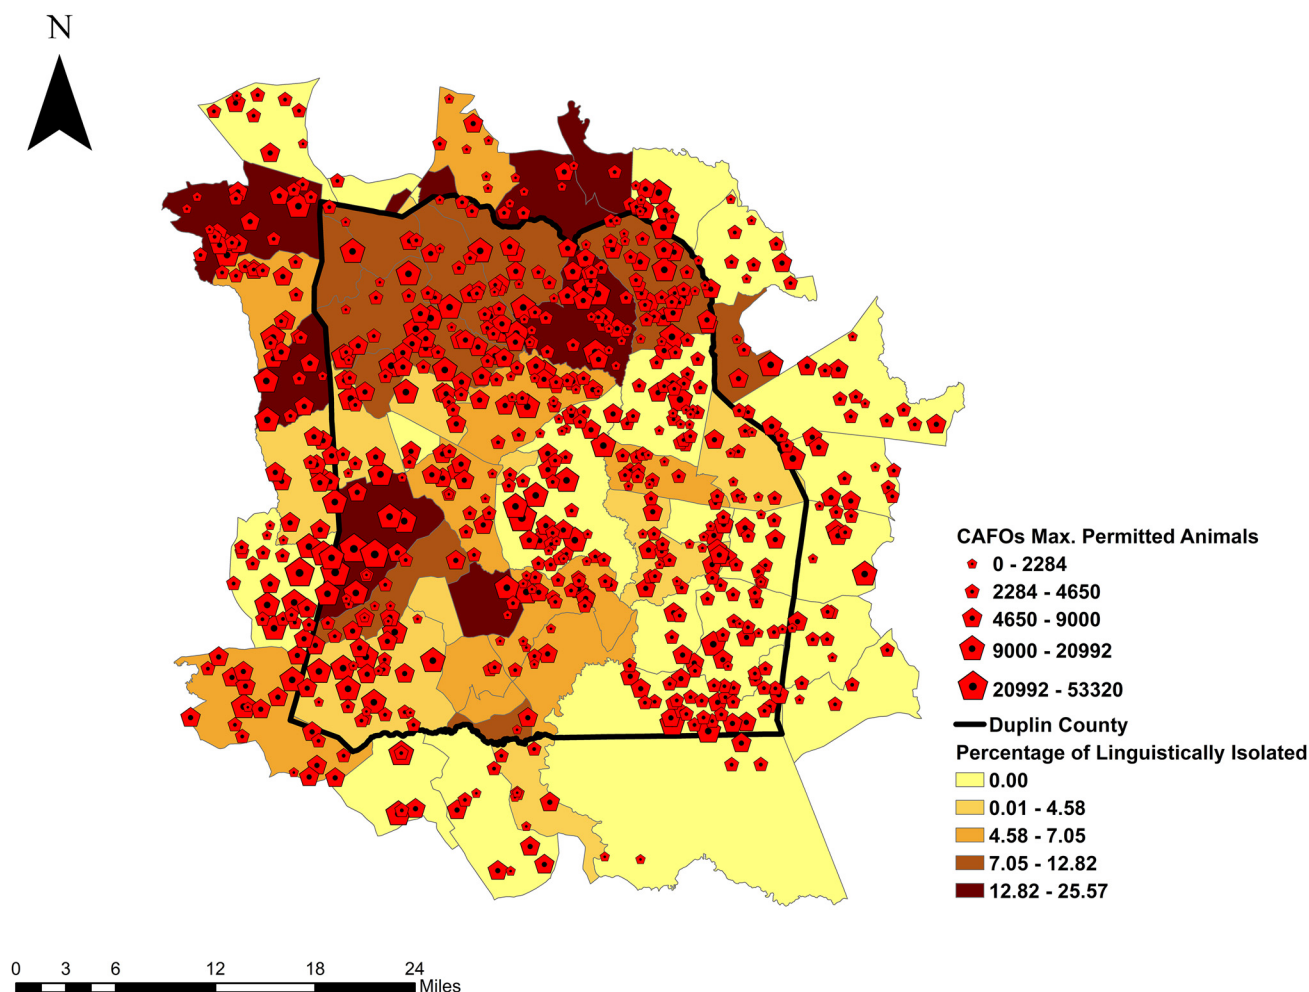 N
CAFOs Max. Permitted Animals
0 - 2284
2284 - 4650
4650 - 9000
9000 - 20992
20992 - 53320
Duplin County
Percentage of Linguistically Isolated
0.00
0.01 - 4.58
4.58 - 7.05
7.05 - 12.82
12.82 - 25.57
0 3 6 12 18 24
Miles